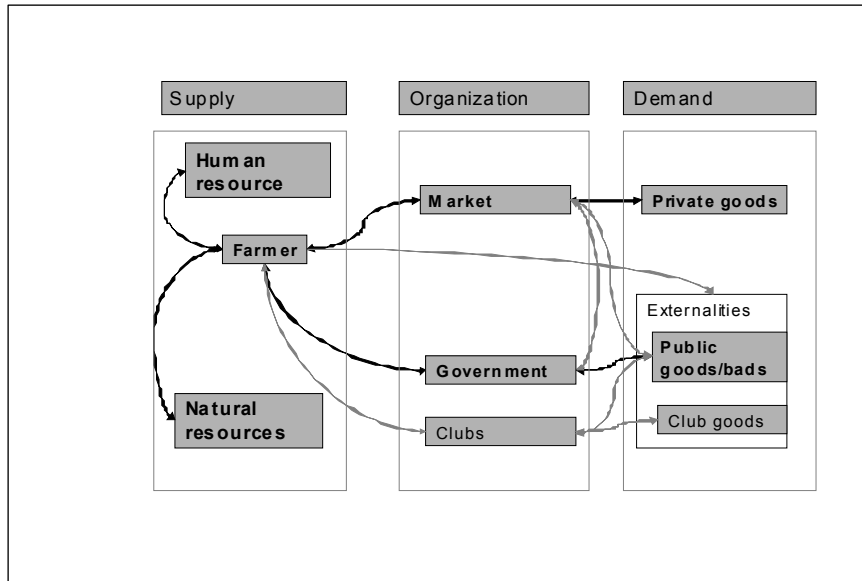 Supply
Organization
Demand
Human
resource
Market
Private goods
Farmer
Externalities
Public
goods/bads
Government
Natural
resources
Clubs
Club goods